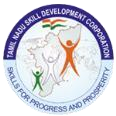 TAMIL NADU SKILL DEVELOPMENT CORPORATION
SKILLS FOR PROGRESS AND PROSPERITY